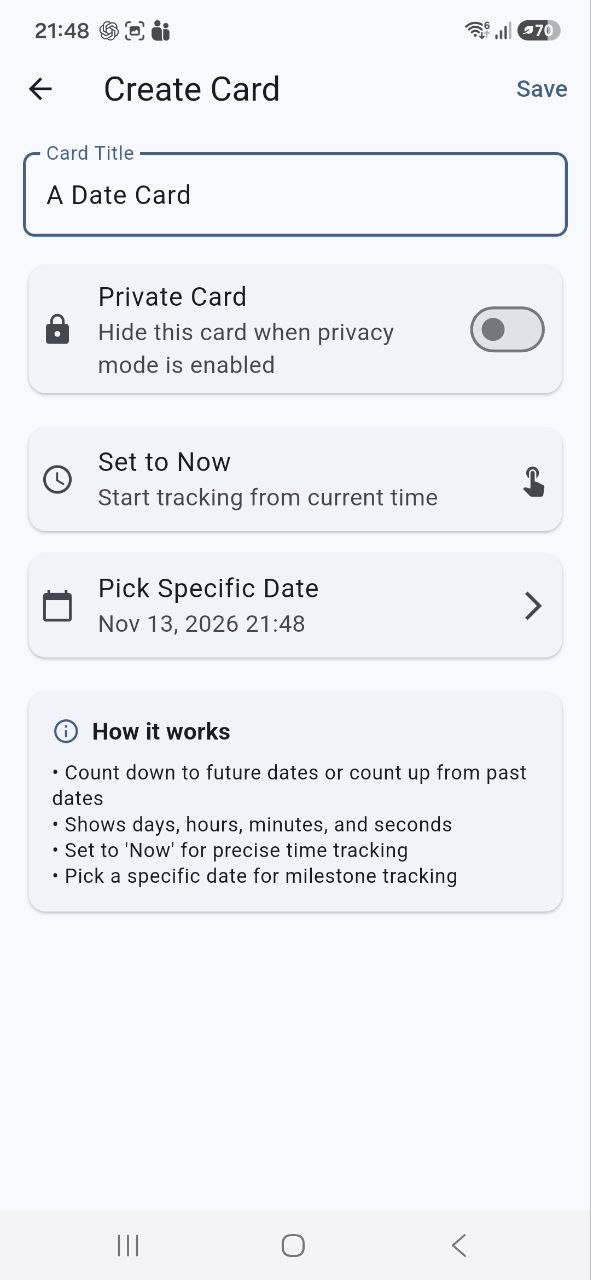 21:48
6
70
Create Card
Save
Card Title
A Date Card
Private Card
Hide this card when privacy
mode is enabled
Set to Now
Start tracking from current time
Pick Specific Date
Nov 13, 2026 21:48
How it works
• Count down to future dates or count up from past
dates
• Shows days, hours, minutes, and seconds
• Set to 'Now' for precise time tracking
• Pick a specific date for milestone tracking